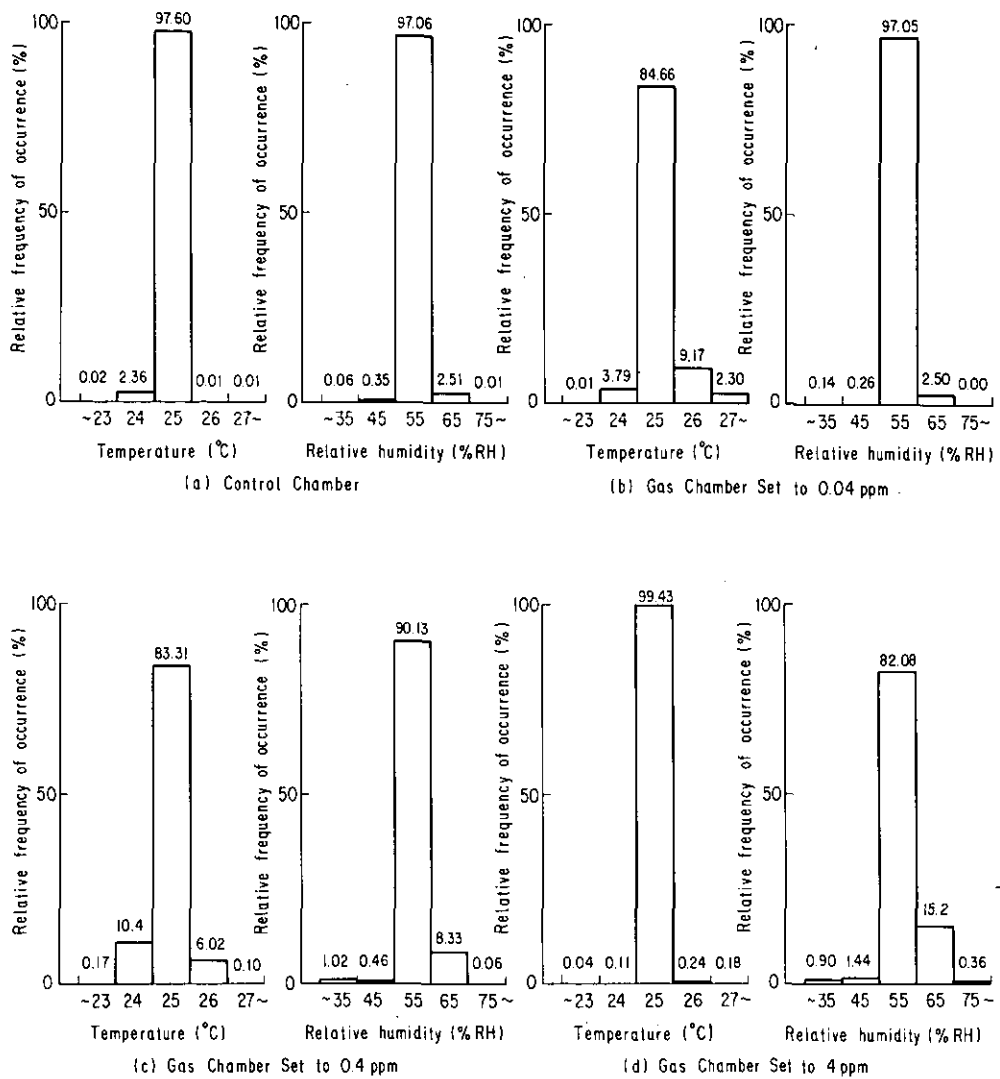 Relative frequency of occurrence (%)
100
50
0
97.60
0.02 2.36 0.01 0.01
~23 24 25 26 27~
Temperature (°C)
Relative frequency of occurrence (%)
100
50
0
97.06
0.06 0.35 2.51 0.01
~35 45 55 65 75~
Relative humidity (%RH)
(a) Control Chamber
Relative frequency of occurrence (%)
100
50
0
84.66
0.01 3.79 9.17 2.30
~23 24 25 26 27~
Temperature (°C)
Relative frequency of occurrence (%)
100
50
0
97.05
0.14 0.26 2.50 0.00
~35 45 55 65 75~
Relative humidity (%RH)
(b) Gas Chamber Set to 0.04 ppm
Relative frequency of occurrence (%)
100
50
0
83.31
0.17 10.4 6.02 0.10
~23 24 25 26 27~
Temperature (°C)
Relative frequency of occurrence (%)
100
50
0
90.13
1.02 0.46 8.33 0.06
~35 45 55 65 75~
Relative humidity (%RH)
(c) Gas Chamber Set to 0.4 ppm
Relative frequency of occurrence (%)
100
50
0
99.43
0.04 0.11 0.24 0.18
~23 24 25 26 27~
Temperature (°C)
Relative frequency of occurrence (%)
100
50
0
82.08
0.90 1.44 15.2 0.36
~35 45 55 65 75~
Relative humidity (%RH)
(d) Gas Chamber Set to 4 ppm